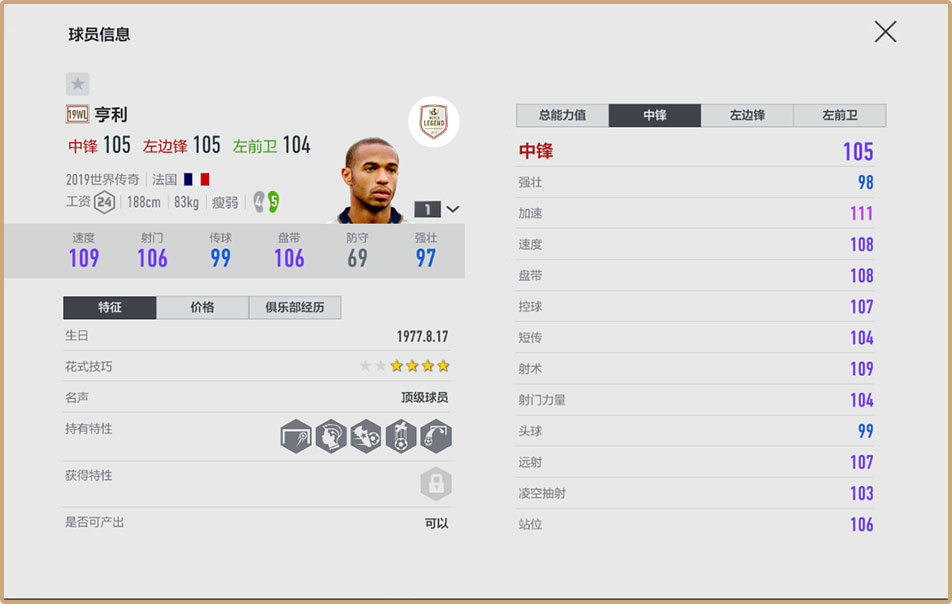 球员信息
19WL 亨利
WORLD LEGEND
中锋 105 左边锋 105 左前卫 104
2019世界传奇 法国
工资 24 188cm 83kg 瘦弱 4 5
1
速度 射门 传球 盘带 防守 强壮
109 106 99 106 69 97
特征 价格 俱乐部经历
生日 1977.8.17
花式技巧
名声 顶级球员
持有特性
获得特性
是否可产出 可以
总能力值 中锋 左边锋 左前卫
中锋 105
强壮 98
加速 111
速度 108
盘带 108
控球 107
短传 104
射术 109
射门力量 104
头球 99
远射 107
凌空抽射 103
站位 106